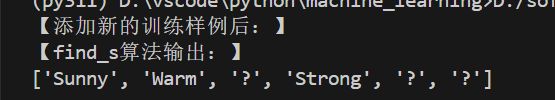 (py311) D:\vscode\python\machine_learning>D:/sof
【添加新的训练样例后：】
【find_s算法输出：】
['Sunny', 'Warm', '?', 'Strong', '?', '?']